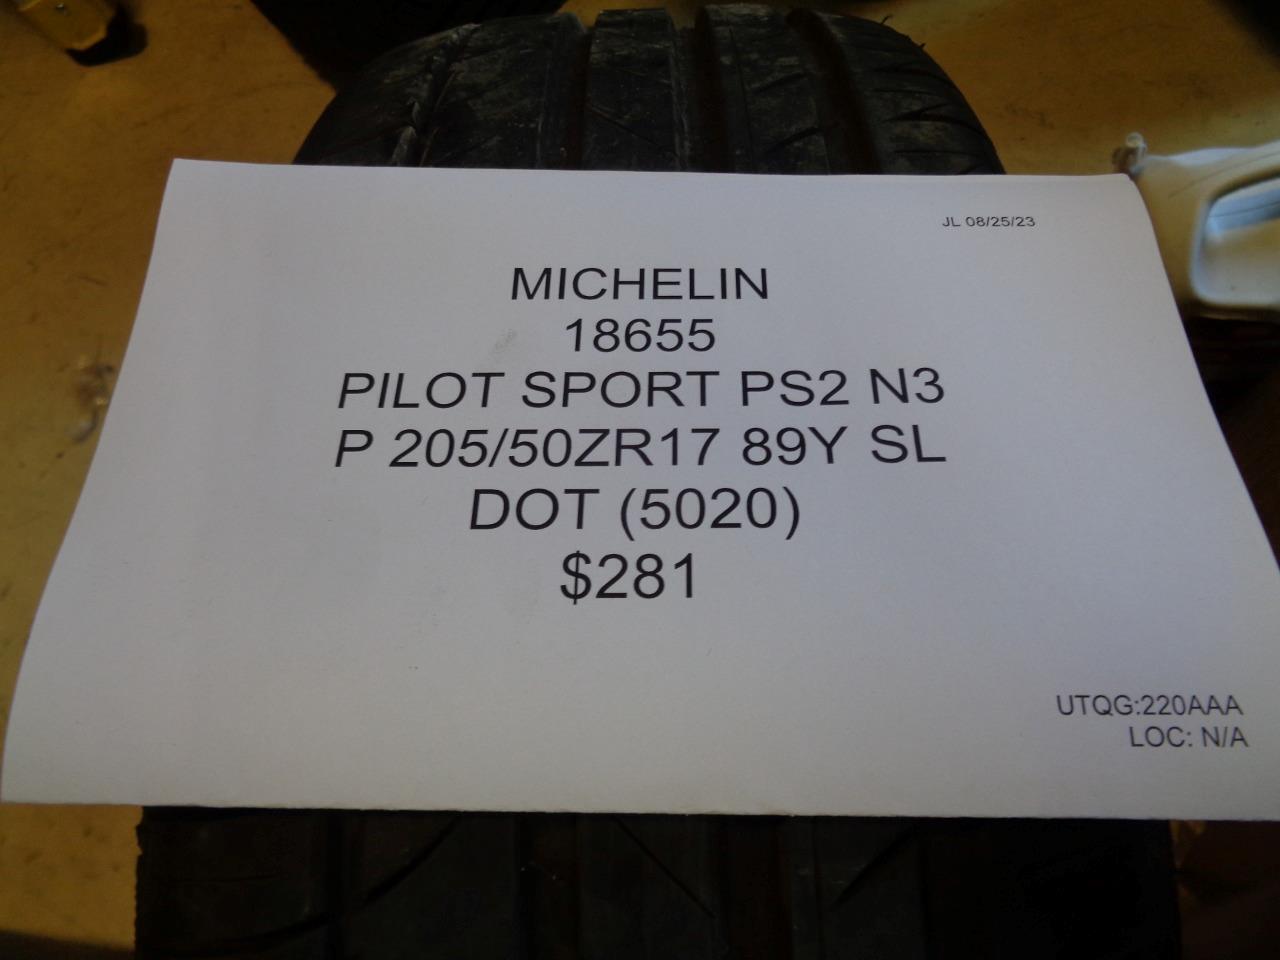 JL 08/25/23
MICHELIN
18655
PILOT SPORT PS2 N3
P 205/50ZR17 89Y SL
DOT (5020)
$281
UTQG:220AAA
LOC: N/A